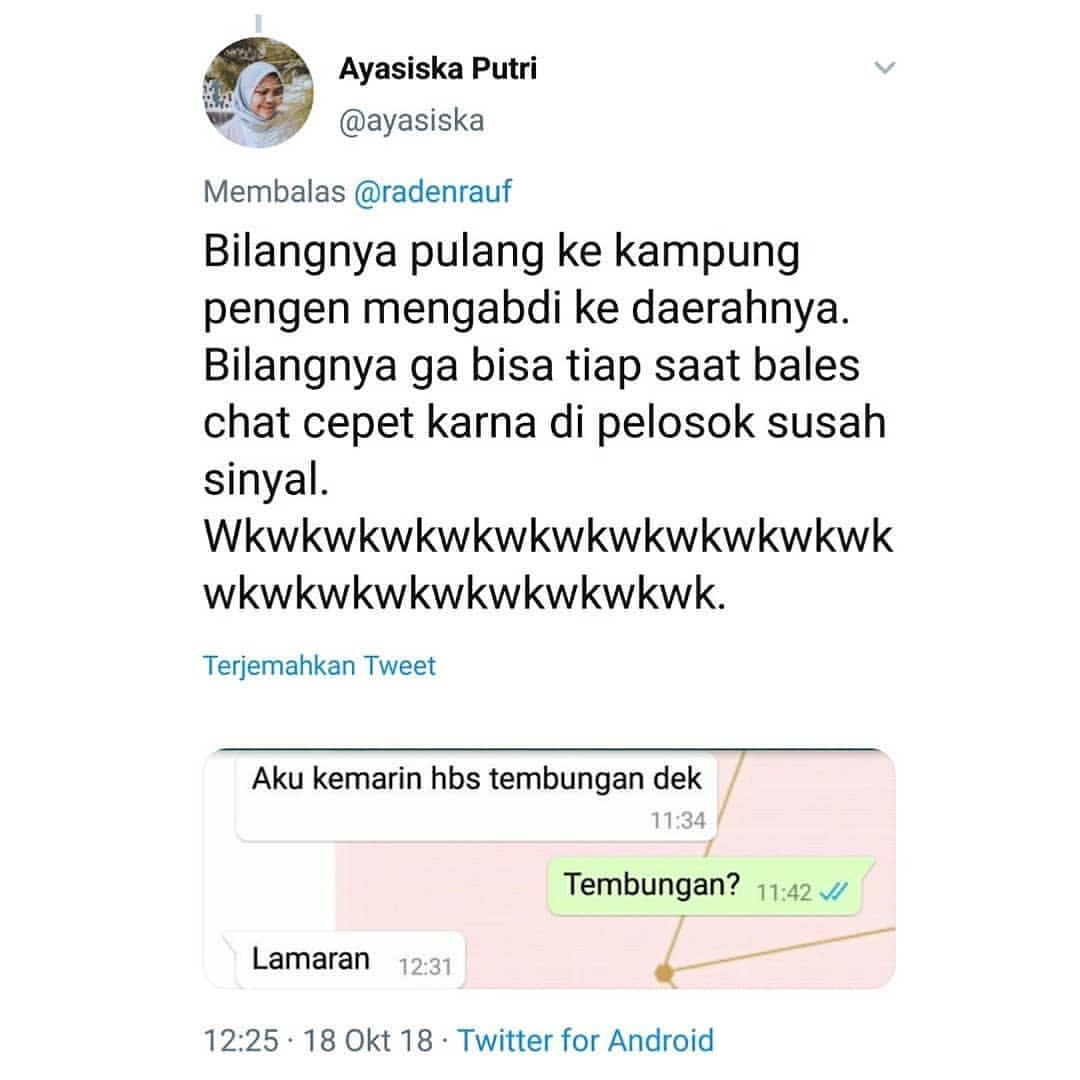 Ayasiska Putri
@ayasiska
Membalas @radenrauf
Bilangnya pulang ke kampung
pengen mengabdi ke daerahnya.
Bilangnya ga bisa tiap saat bales
chat cepet karna di pelosok susah
sinyal.
Wkwkwkwkwkwkwkwkwkwkwkwk
wkwkwkwkwkwkwkwkwk.
Terjemahkan Tweet
Aku kemarin hbs tembungan dek
11:34
Tembungan? 11:42
Lamaran 12:31
12:25 · 18 Okt 18 · Twitter for Android